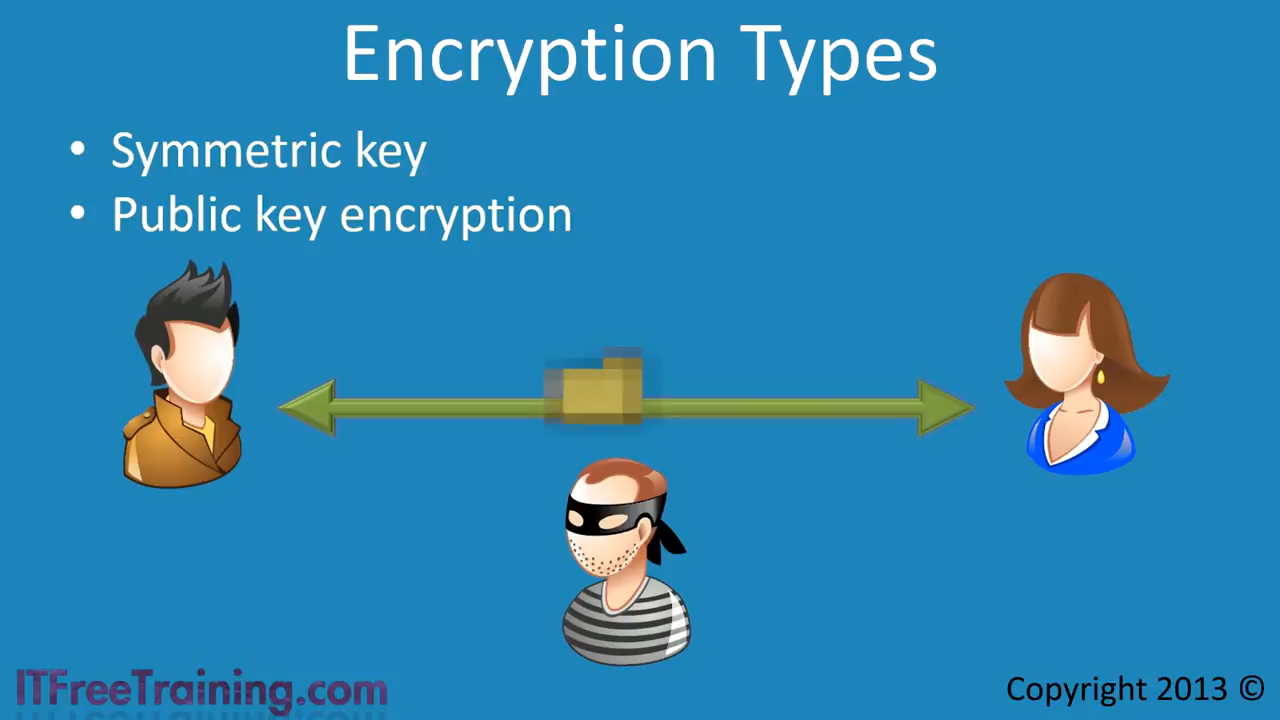 Encryption Types
• Symmetric key
• Public key encryption
ITFreeTraining.com
Copyright 2013 ©